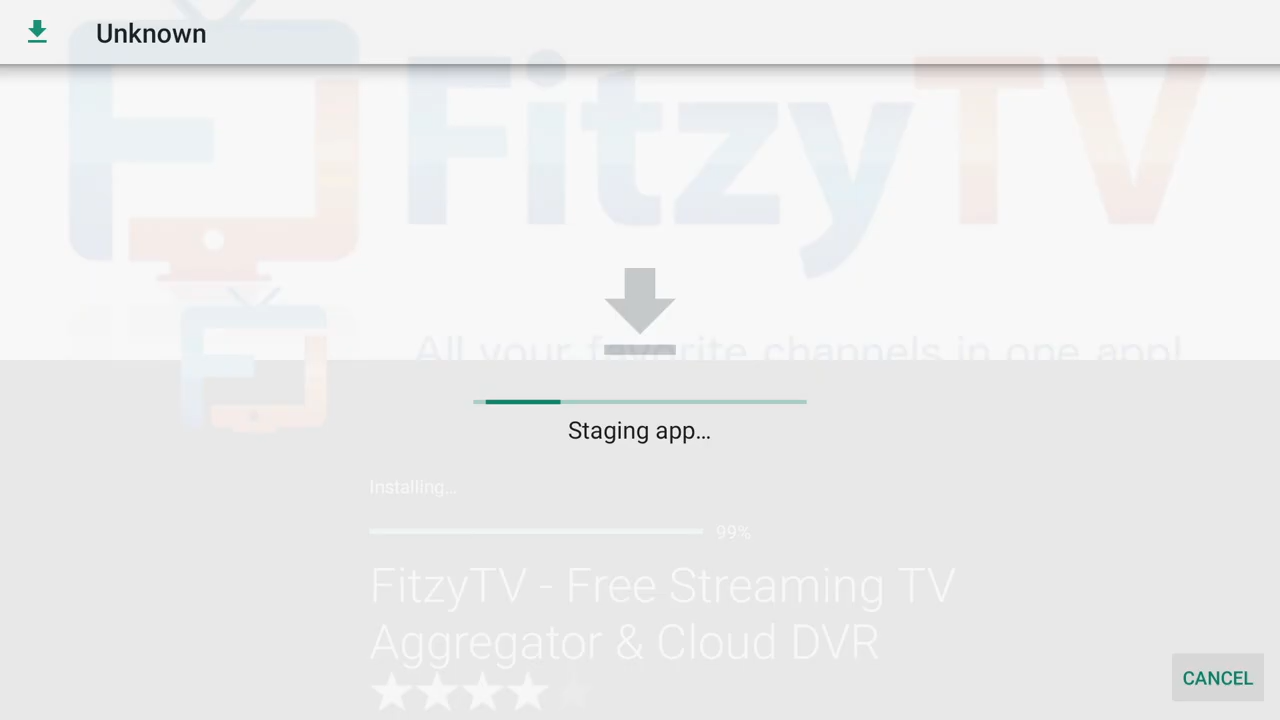 Unknown
FitzyTV
All your favorite channels in one app!
Staging app...
Installing...
99%
FitzyTV - Free Streaming TV
Aggregator & Cloud DVR
CANCEL